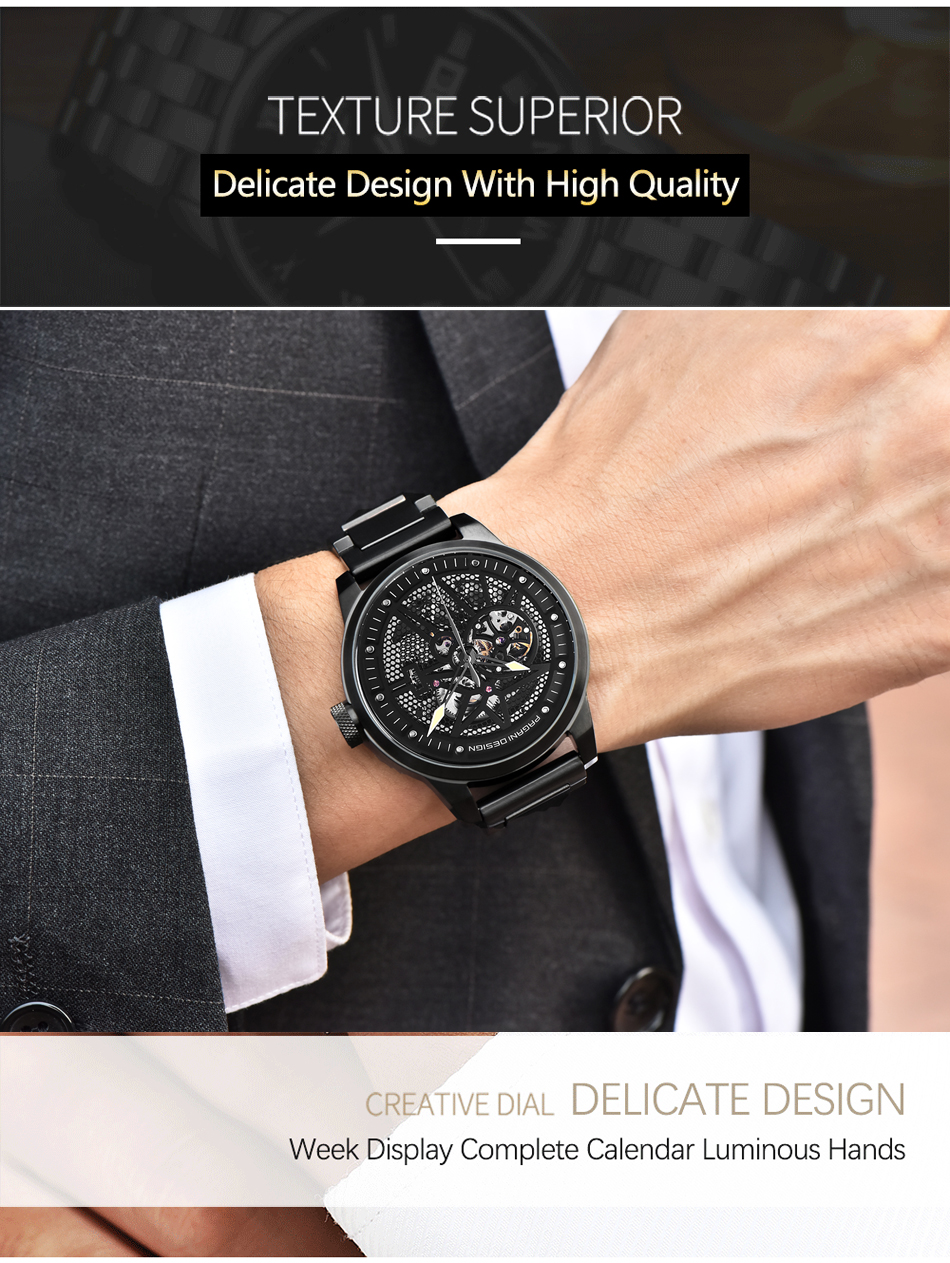 TEXTURE SUPERIOR
Delicate Design With High Quality
PAGANI DESIGN
CREATIVE DIAL DELICATE DESIGN
Week Display Complete Calendar Luminous Hands